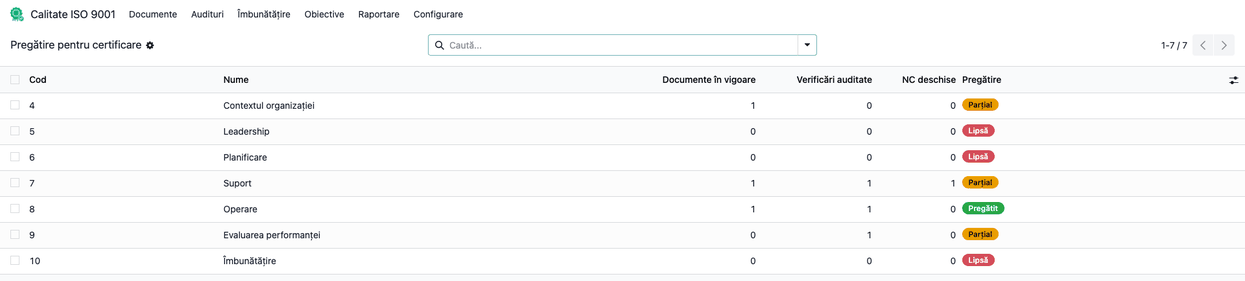 Calitate ISO 9001 Documente Audituri Îmbunătățire Obiective Raportare Configurare
Pregătire pentru certificare Caută... 1-7 / 7
Cod Nume Documente în vigoare Verificări auditate NC deschise Pregătire
4 Contextul organizației 1 0 0 Parțial
5 Leadership 0 0 0 Lipsă
6 Planificare 0 0 0 Lipsă
7 Suport 1 1 1 Parțial
8 Operare 1 1 0 Pregătit
9 Evaluarea performanței 0 1 0 Parțial
10 Îmbunătățire 0 0 0 Lipsă